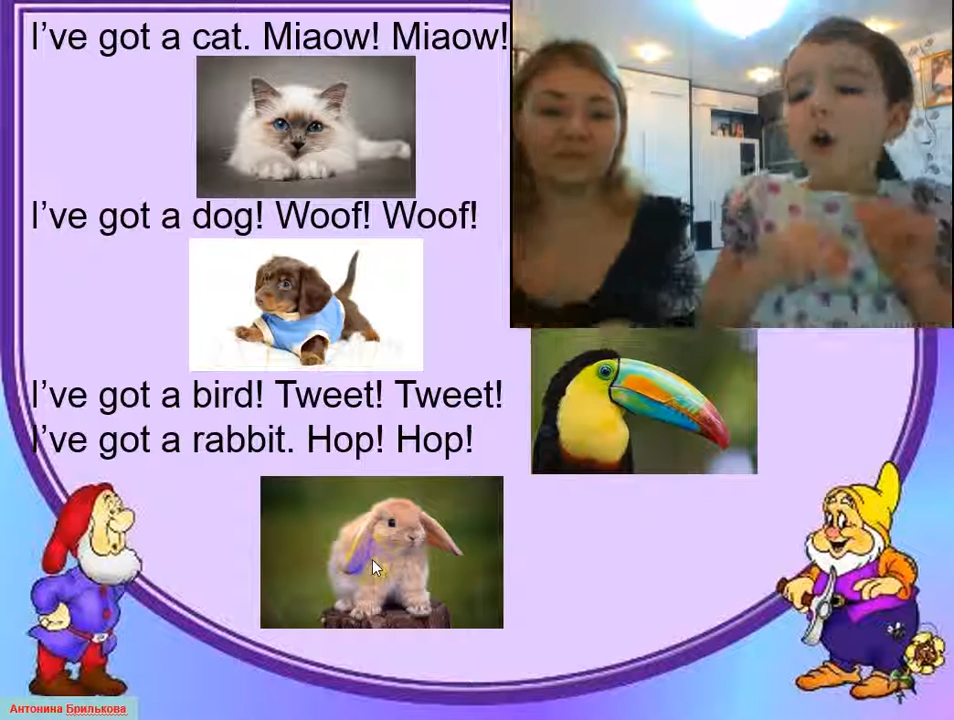 I’ve got a cat. Miaow! Miaow!
I’ve got a dog! Woof! Woof!
I’ve got a bird! Tweet! Tweet!
I’ve got a rabbit. Hop! Hop!
Антонина Брилькова